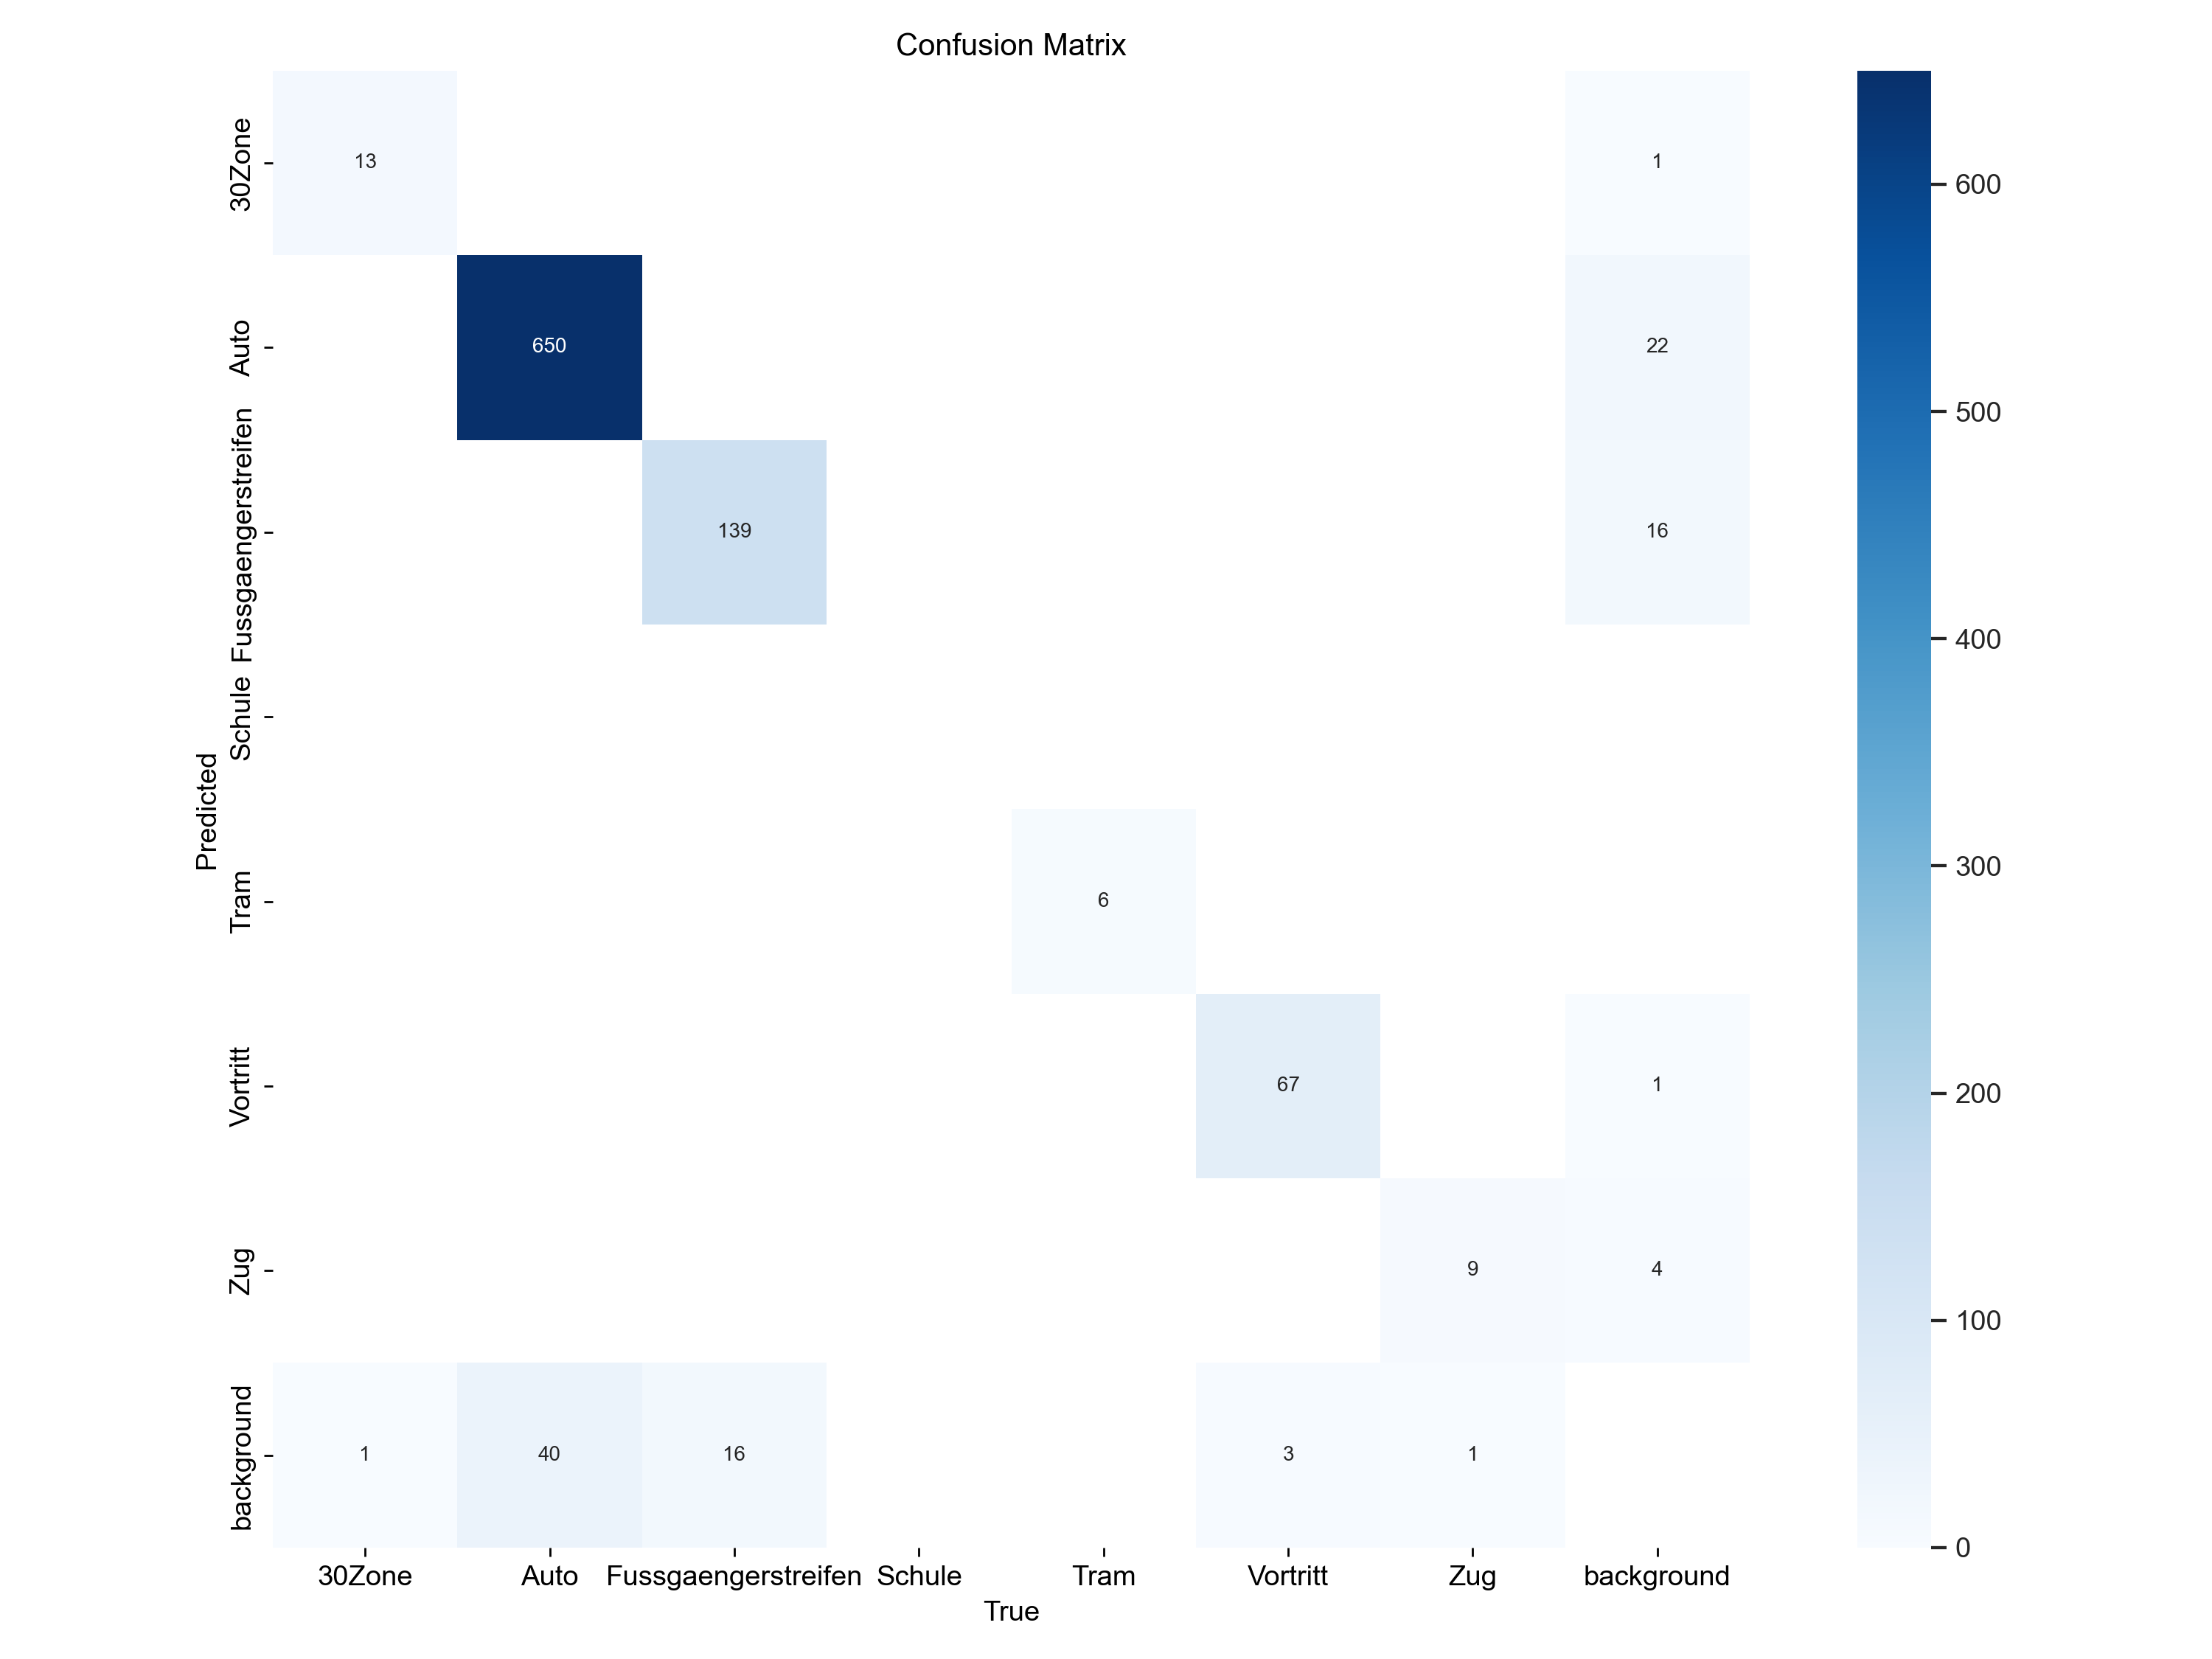 Confusion Matrix
Predicted
30Zone
13
1
Auto
650
22
Fussgaengerstreifen
139
16
Schule
Tram
6
Vortritt
67
1
Zug
9
4
background
1
40
16
3
1
30Zone
Auto
Fussgaengerstreifen
Schule
Tram
Vortritt
Zug
background
True
600
500
400
300
200
100
0